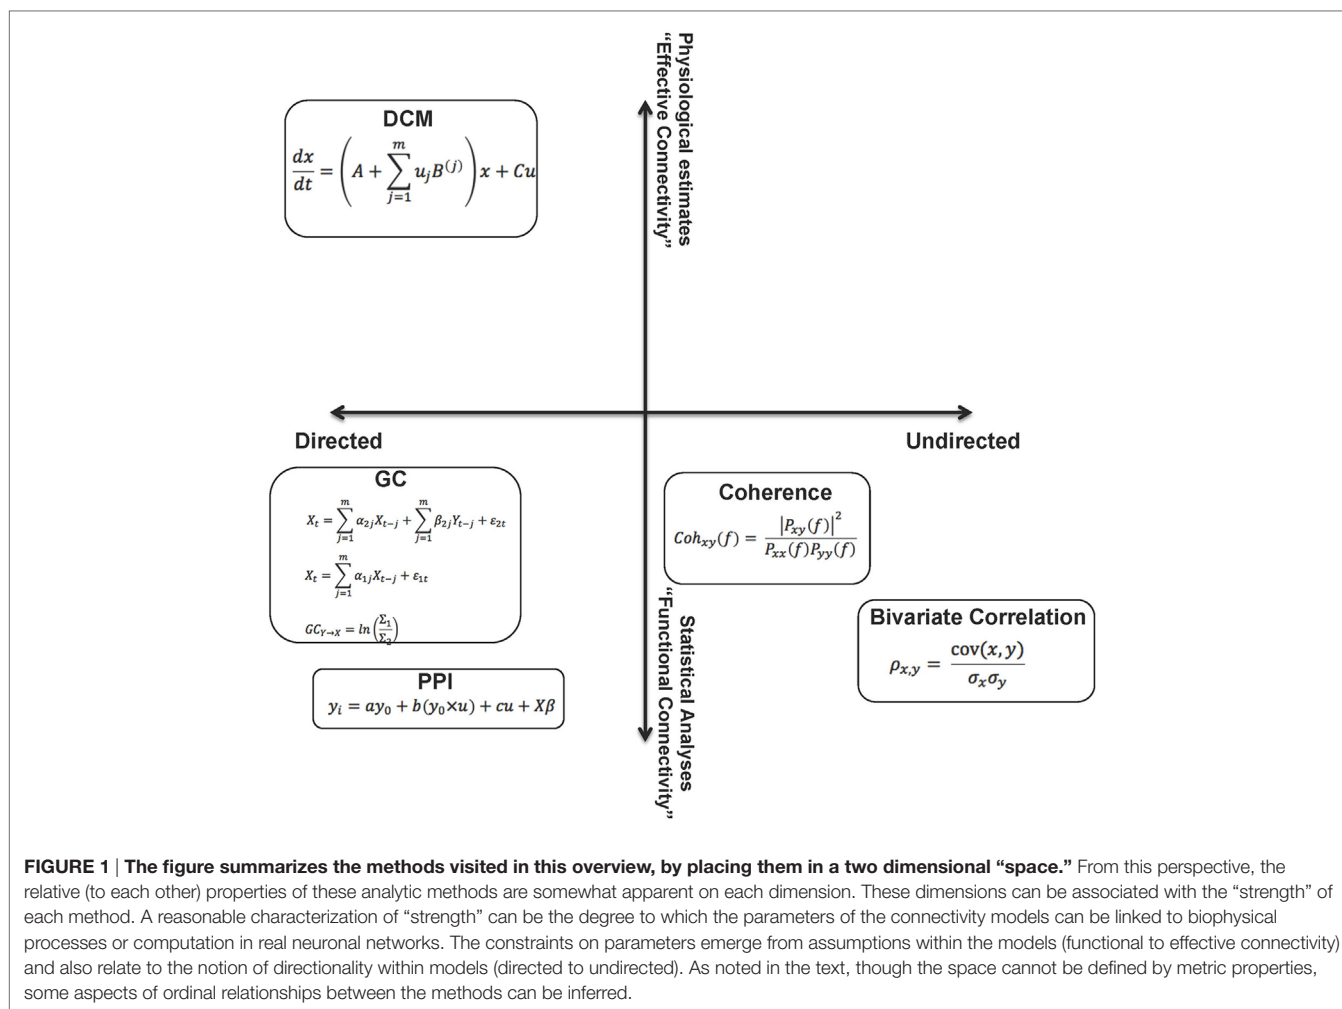 Physiological estimates
“Effective Connectivity”
DCM
dx/dt = (A + ∑_{j=1}^{m} u_j B^{(j)}) x + Cu
Directed
Undirected
GC
X_t = ∑_{j=1}^{m} α_{2j}X_{t−j} + ∑_{j=1}^{m} β_{2j}Y_{t−j} + ε_{2t}
X_t = ∑_{j=1}^{m} α_{1j}X_{t−j} + ε_{1t}
GC_{Y→X} = ln(Σ_1/Σ_2)
PPI
y_i = ay_0 + b(y_0×u) + cu + Xβ
Coherence
Coh_{xy}(f) = |P_{xy}(f)|^2 / P_{xx}(f)P_{yy}(f)
Bivariate Correlation
ρ_{x,y} = cov(x, y) / σ_xσ_y
Statistical Analyses
“Functional Connectivity”
FIGURE 1 | The figure summarizes the methods visited in this overview, by placing them in a two dimensional “space.” From this perspective, the
relative (to each other) properties of these analytic methods are somewhat apparent on each dimension. These dimensions can be associated with the “strength” of
each method. A reasonable characterization of “strength” can be the degree to which the parameters of the connectivity models can be linked to biophysical
processes or computation in real neuronal networks. The constraints on parameters emerge from assumptions within the models (functional to effective connectivity)
and also relate to the notion of directionality within models (directed to undirected). As noted in the text, though the space cannot be defined by metric properties,
some aspects of ordinal relationships between the methods can be inferred.